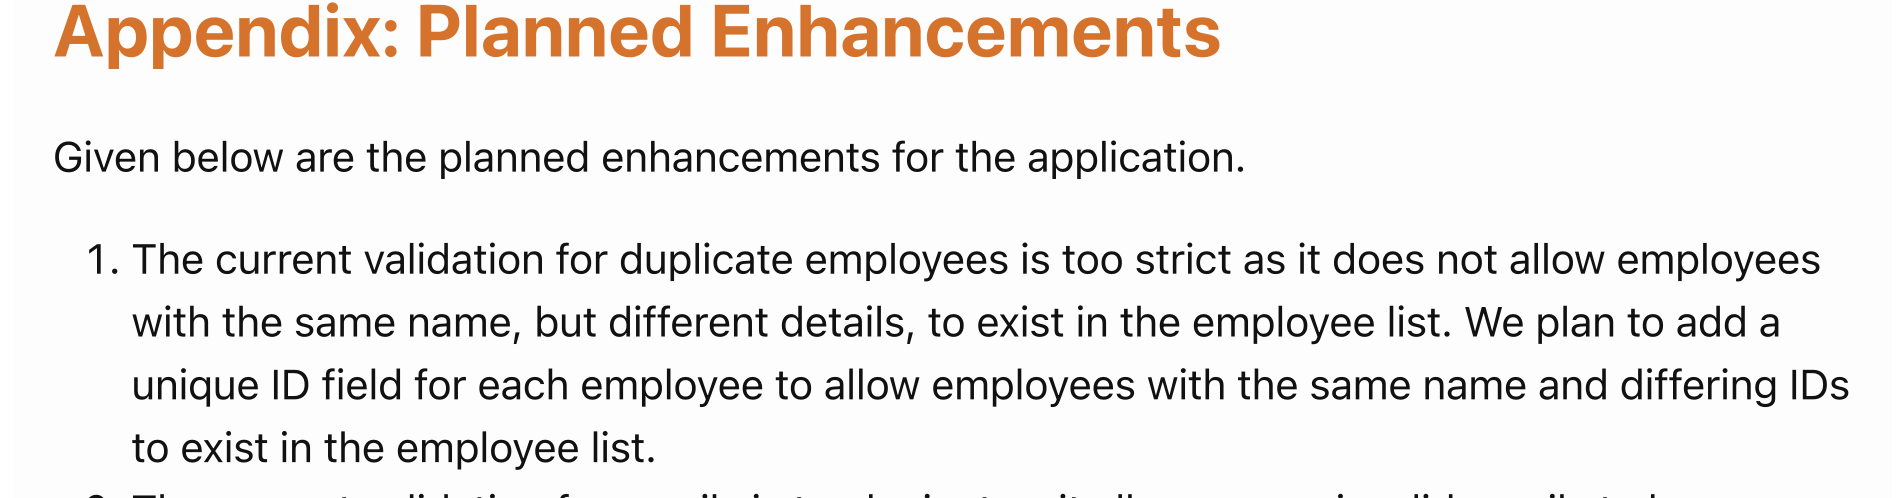 Appendix: Planned Enhancements
Given below are the planned enhancements for the application.
1. The current validation for duplicate employees is too strict as it does not allow employees
with the same name, but different details, to exist in the employee list. We plan to add a
unique ID field for each employee to allow employees with the same name and differing IDs
to exist in the employee list.